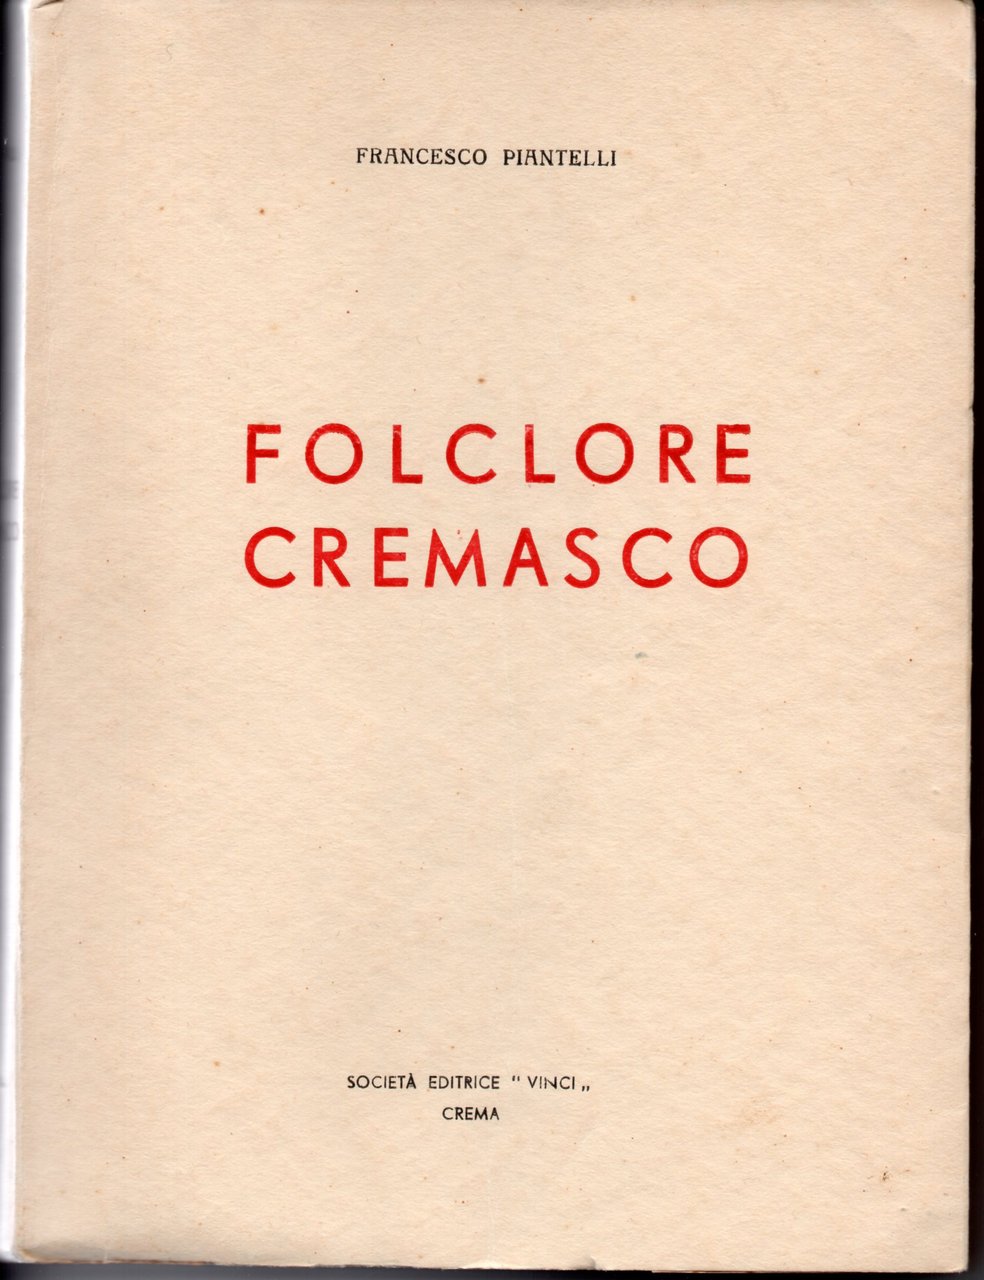 FRANCESCO PIANTELLI
FOLCLORE
CREMASCO
SOCIETÀ EDITRICE "VINCI„
CREMA